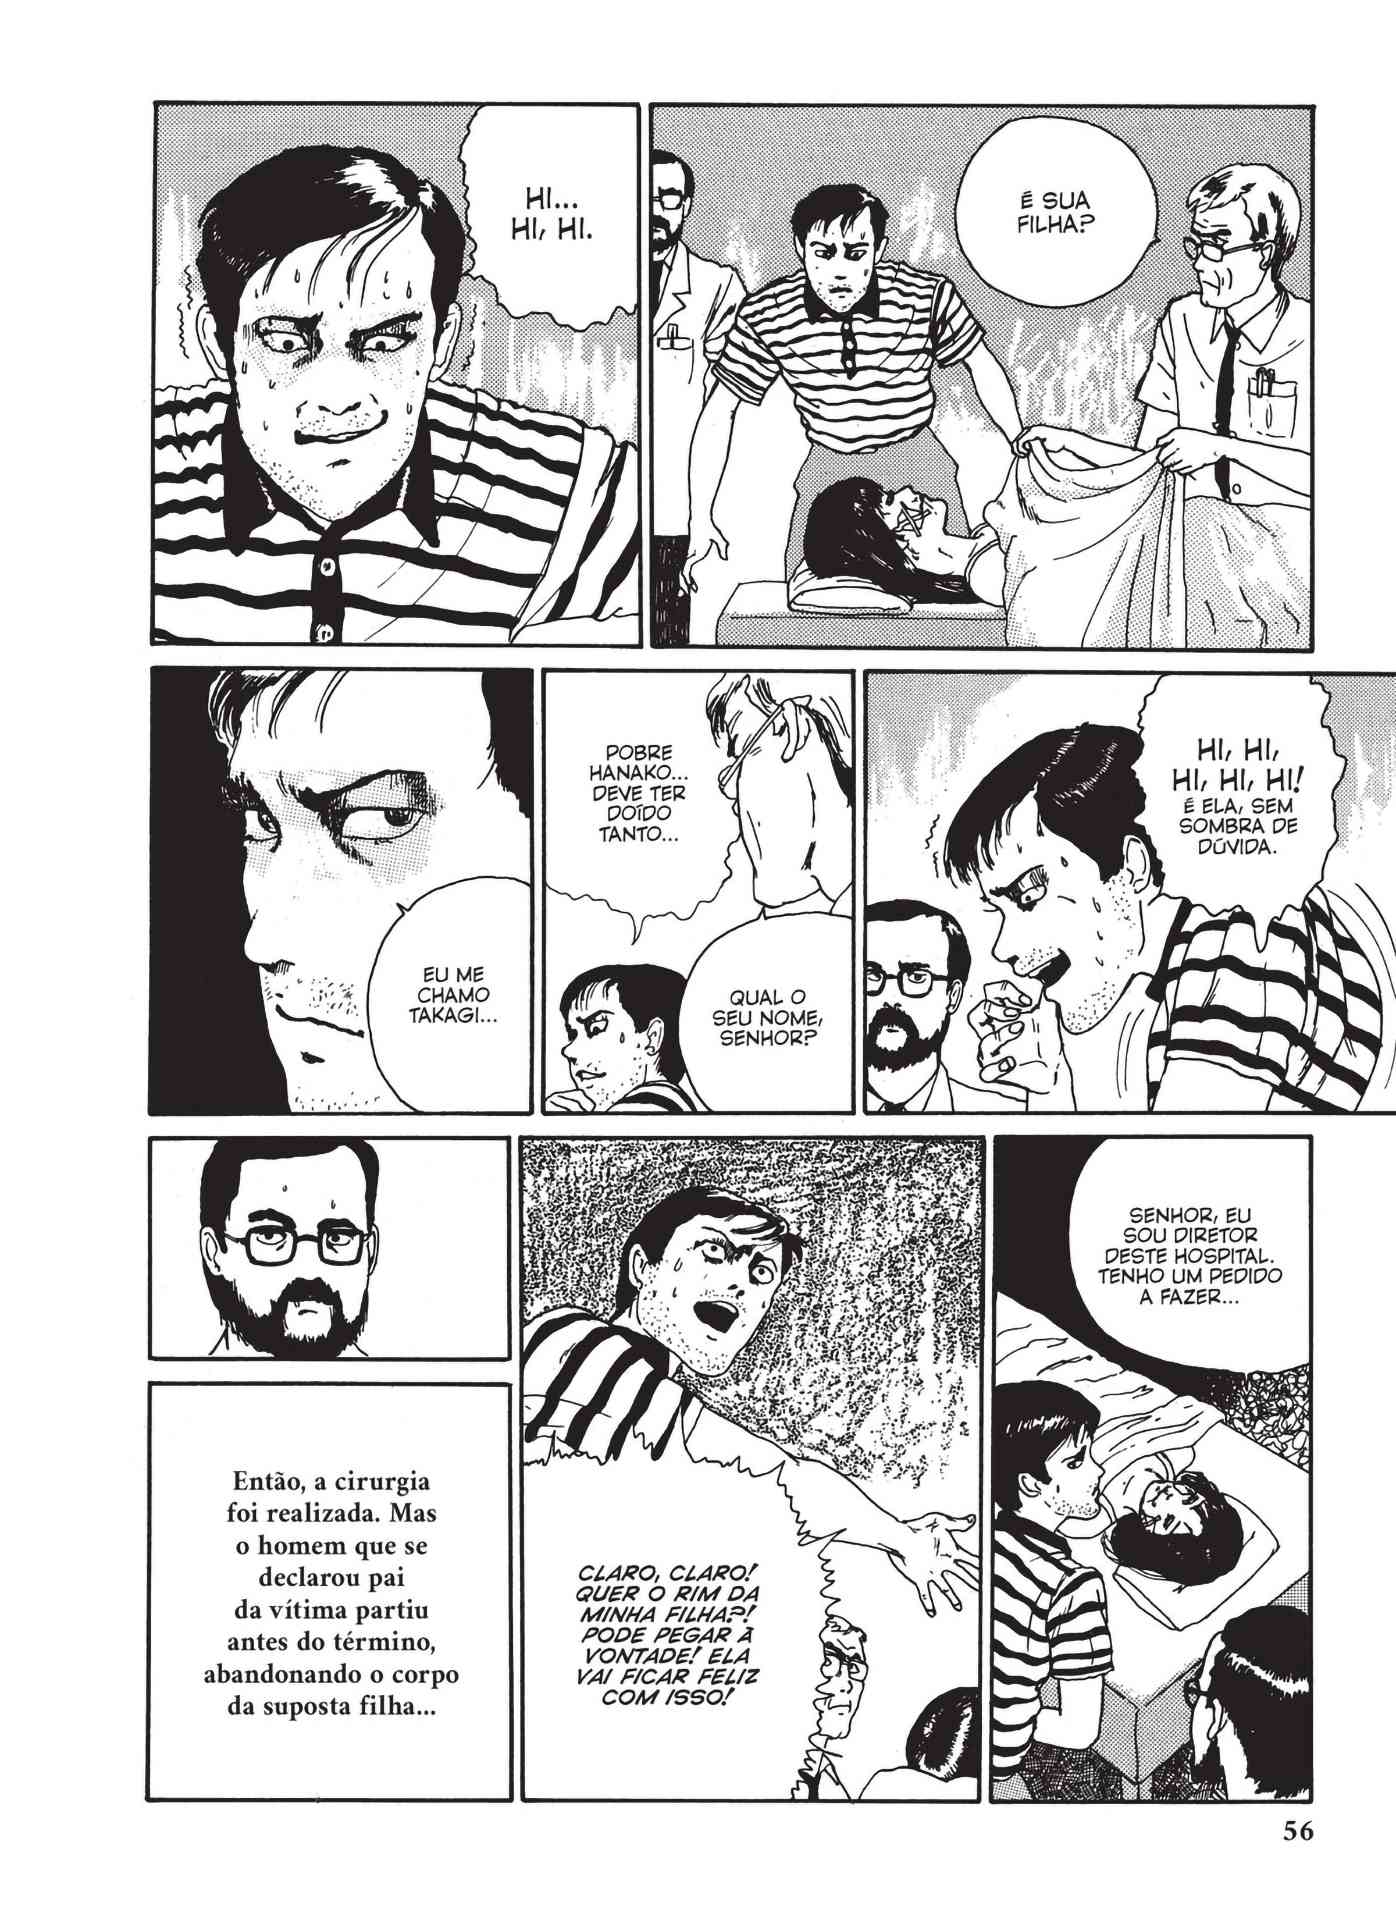 É SUA
FILHA?
HI...
HI, HI.
HI, HI,
HI, HI, HI!
É ELA, SEM
SOMBRA DE
DÚVIDA.
POBRE
HANAKO...
DEVE TER
DOÍDO
TANTO...
QUAL O
SEU NOME,
SENHOR?
EU ME
CHAMO
TAKAGI...
SENHOR, EU
SOU DIRETOR
DESTE HOSPITAL.
TENHO UM PEDIDO
A FAZER...
CLARO, CLARO!
QUER O RIM DA
MINHA FILHA?!
PODE PEGAR À
VONTADE! ELA
VAI FICAR FELIZ
COM ISSO!
Então, a cirurgia
foi realizada. Mas
o homem que se
declarou pai
da vítima partiu
antes do término,
abandonando o corpo
da suposta filha...
56